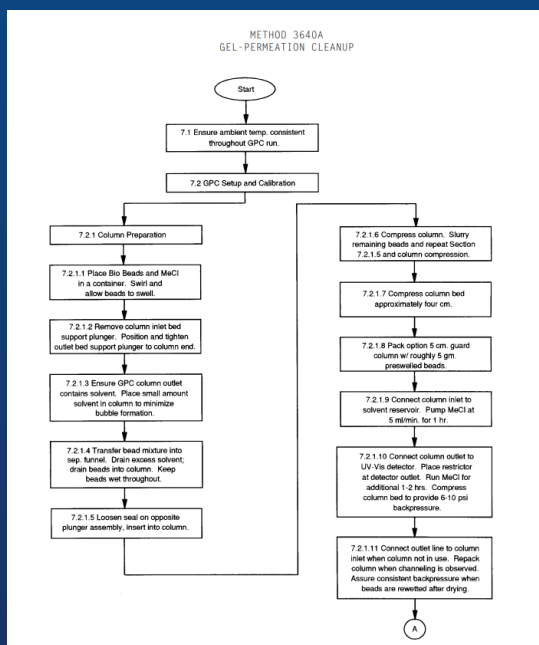 METHOD 3640A
GEL-PERMEATION CLEANUP
Start
7.1 Ensure ambient temp. consistent
throughout GPC run.
7.2 GPC Setup and Calibration
7.2.1 Column Preparation
7.2.1.1 Place Bio Beads and MeCl
in a container. Swirl and
allow beads to swell.
7.2.1.2 Remove column inlet bed
support plunger. Position and tighten
outlet bed support plunger to column end.
7.2.1.3 Ensure GPC column outlet
contains solvent. Place small amount
solvent in column to minimize
bubble formation.
7.2.1.4 Transfer bead mixture into
sep. funnel. Drain excess solvent;
drain beads into column. Keep
beads wet throughout.
7.2.1.5 Loosen seal on opposite
plunger assembly, insert into column.
7.2.1.6 Compress column. Slurry
remaining beads and repeat Section
7.2.1.5 and column compression.
7.2.1.7 Compress column bed
approximately four cm.
7.2.1.8 Pack option 5 cm. guard
column w/ roughly 5 gm.
preswelled beads.
7.2.1.9 Connect column inlet to
solvent reservoir. Pump MeCl at
5 ml/min. for 1 hr.
7.2.1.10 Connect column outlet to
UV-Vis detector. Place restrictor
at detector outlet. Run MeCl for
additional 1-2 hrs. Compress
column bed to provide 6-10 psi
backpressure.
7.2.1.11 Connect outlet line to column
inlet when column not in use. Repack
column when channeling is observed.
Assure consistent backpressure when
beads are rewetted after drying.
A